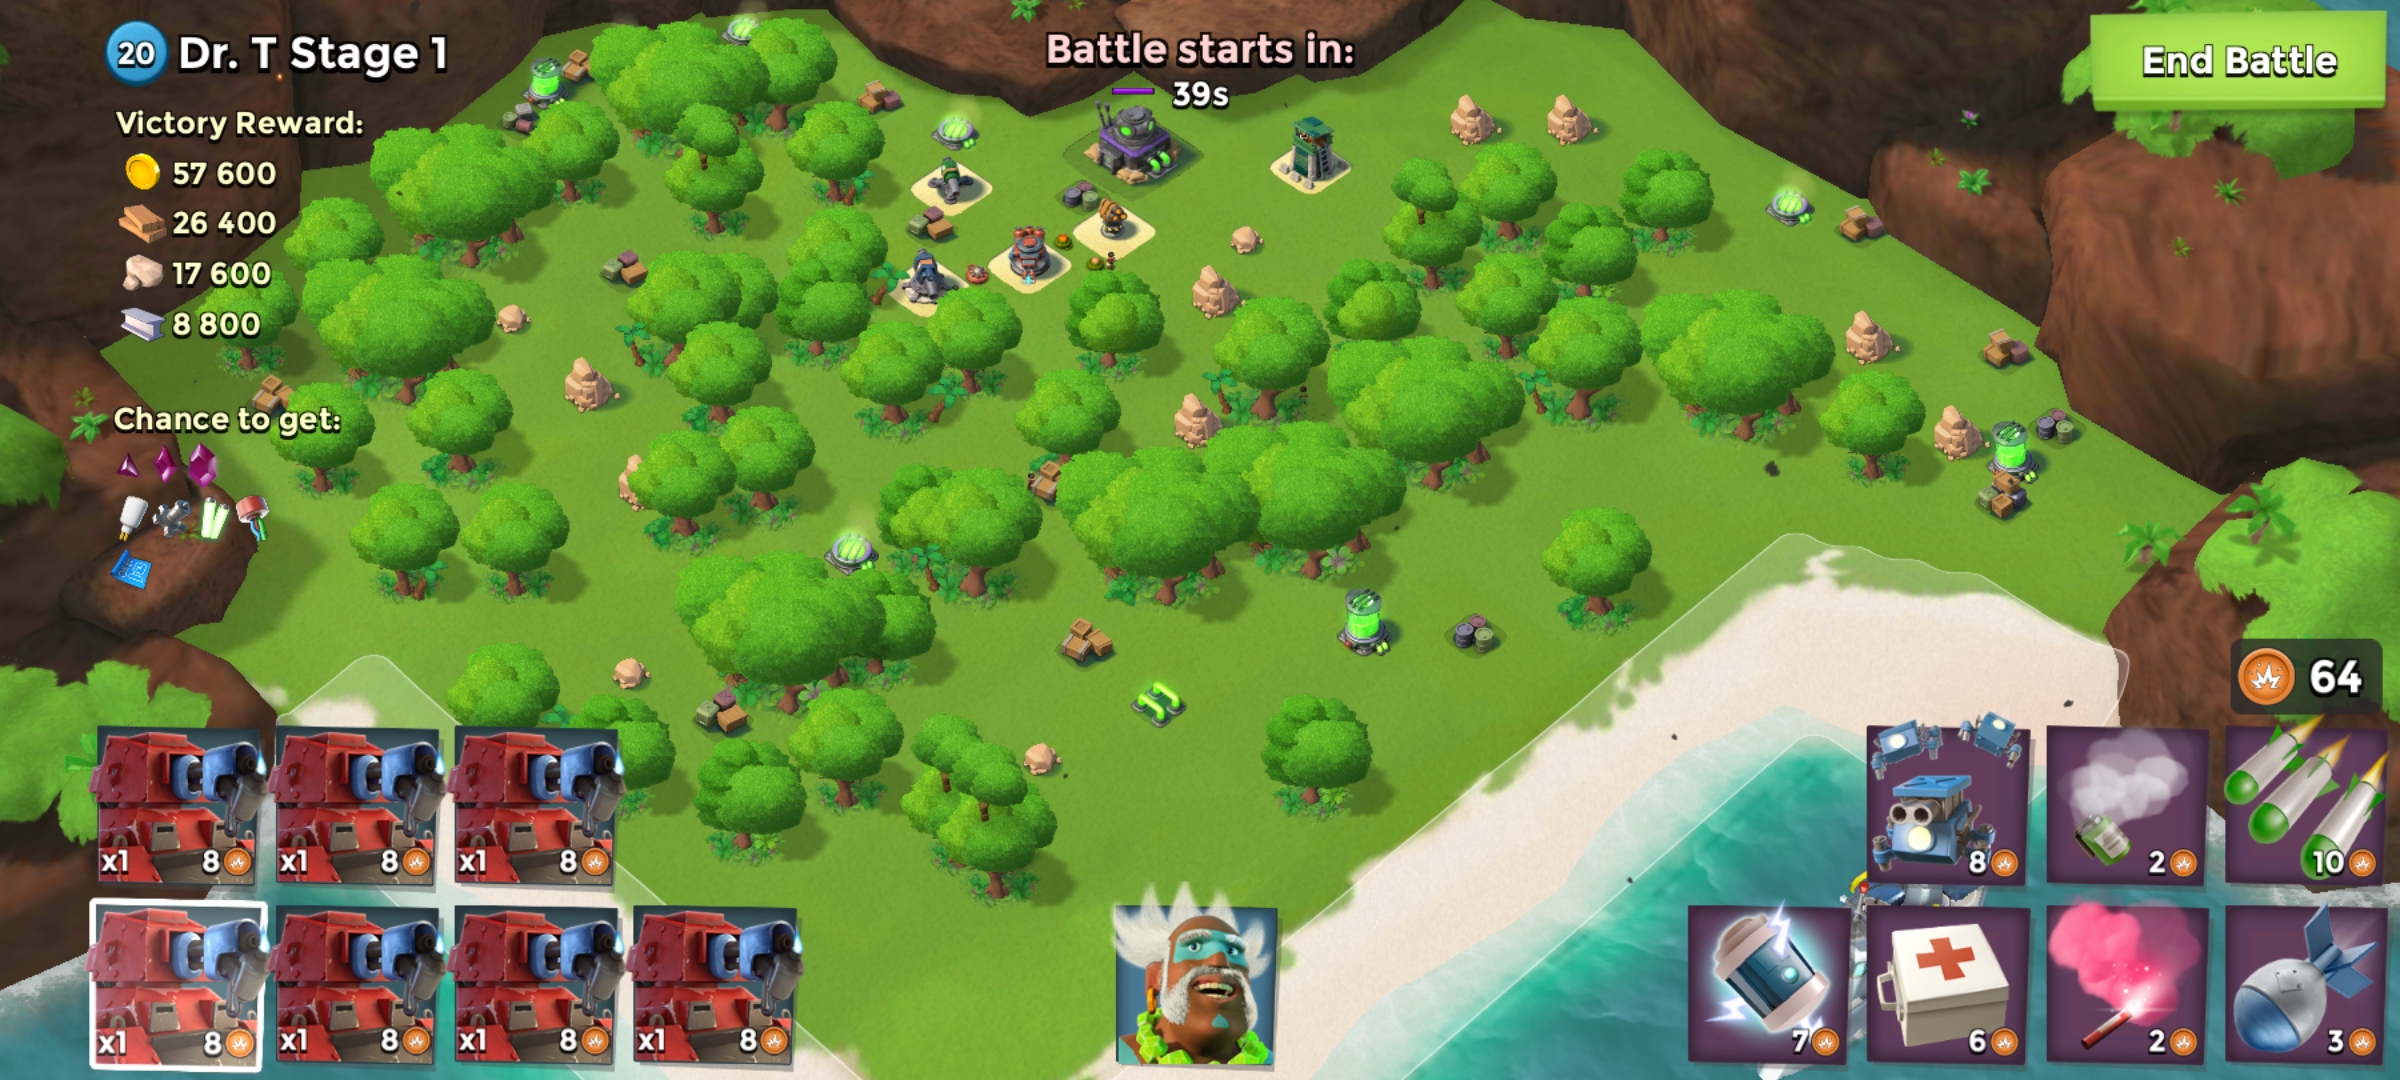 20 Dr. T Stage 1
Battle starts in:
39s
End Battle
Victory Reward:
57 600
26 400
17 600
8 800
Chance to get:
64
x1 8
x1 8
x1 8
8
2
10
x1 8
x1 8
x1 8
x1 8
7
6
2
3